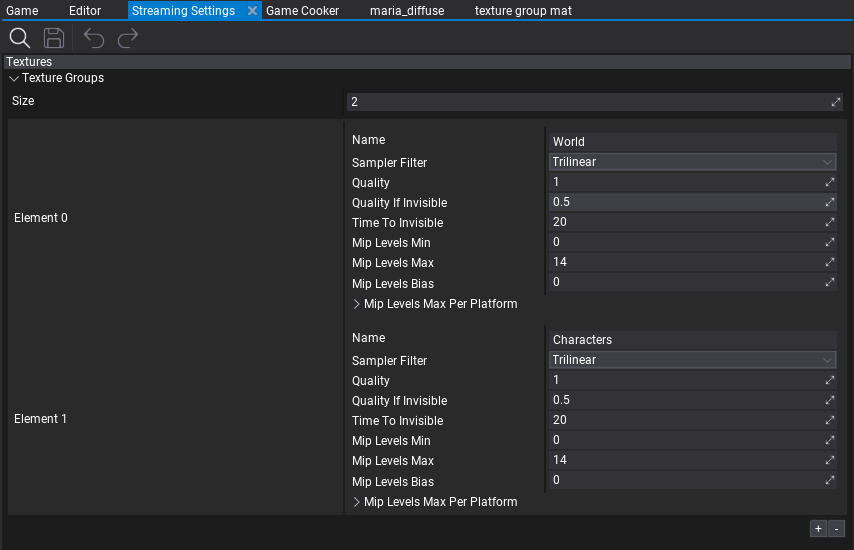 Game Editor Streaming Settings Game Cooker maria_diffuse texture group mat
Textures
Texture Groups
Size 2
Element 0
Name World
Sampler Filter Trilinear
Quality 1
Quality If Invisible 0.5
Time To Invisible 20
Mip Levels Min 0
Mip Levels Max 14
Mip Levels Bias 0
Mip Levels Max Per Platform
Element 1
Name Characters
Sampler Filter Trilinear
Quality 1
Quality If Invisible 0.5
Time To Invisible 20
Mip Levels Min 0
Mip Levels Max 14
Mip Levels Bias 0
Mip Levels Max Per Platform
+ -